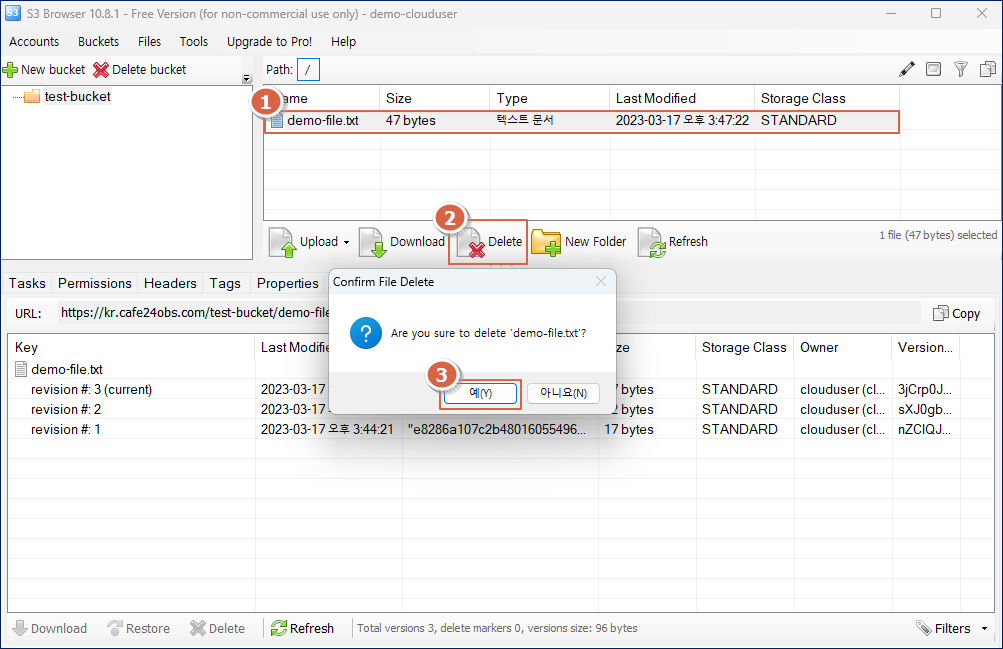 S3 Browser 10.8.1 - Free Version (for non-commercial use only) - demo-clouduser
Accounts Buckets Files Tools Upgrade to Pro! Help
New bucket Delete bucket
Path: /
test-bucket
1
ame Size Type Last Modified Storage Class
demo-file.txt 47 bytes 텍스트 문서 2023-03-17 오후 3:47:22 STANDARD
2
Upload Download Delete New Folder Refresh
1 file (47 bytes) selected
Tasks Permissions Headers Tags Properties
Confirm File Delete
URL: https://kr.cafe24obs.com/test-bucket/demo-file
Copy
Are you sure to delete 'demo-file.txt'?
3
예(Y) 아니요(N)
Key Last Modifie ze Storage Class Owner Version...
demo-file.txt
revision #: 3 (current) 2023-03-17 7 bytes STANDARD clouduser (cl... 3jCrp0J...
revision #: 2 2023-03-17 2 bytes STANDARD clouduser (cl... sXJ0gb...
revision #: 1 2023-03-17 오후 3:44:21 "e8286a107c2b48016055496... 17 bytes STANDARD clouduser (cl... nZCIQJ...
Download Restore Delete Refresh Total versions 3, delete markers 0, versions size: 96 bytes Filters